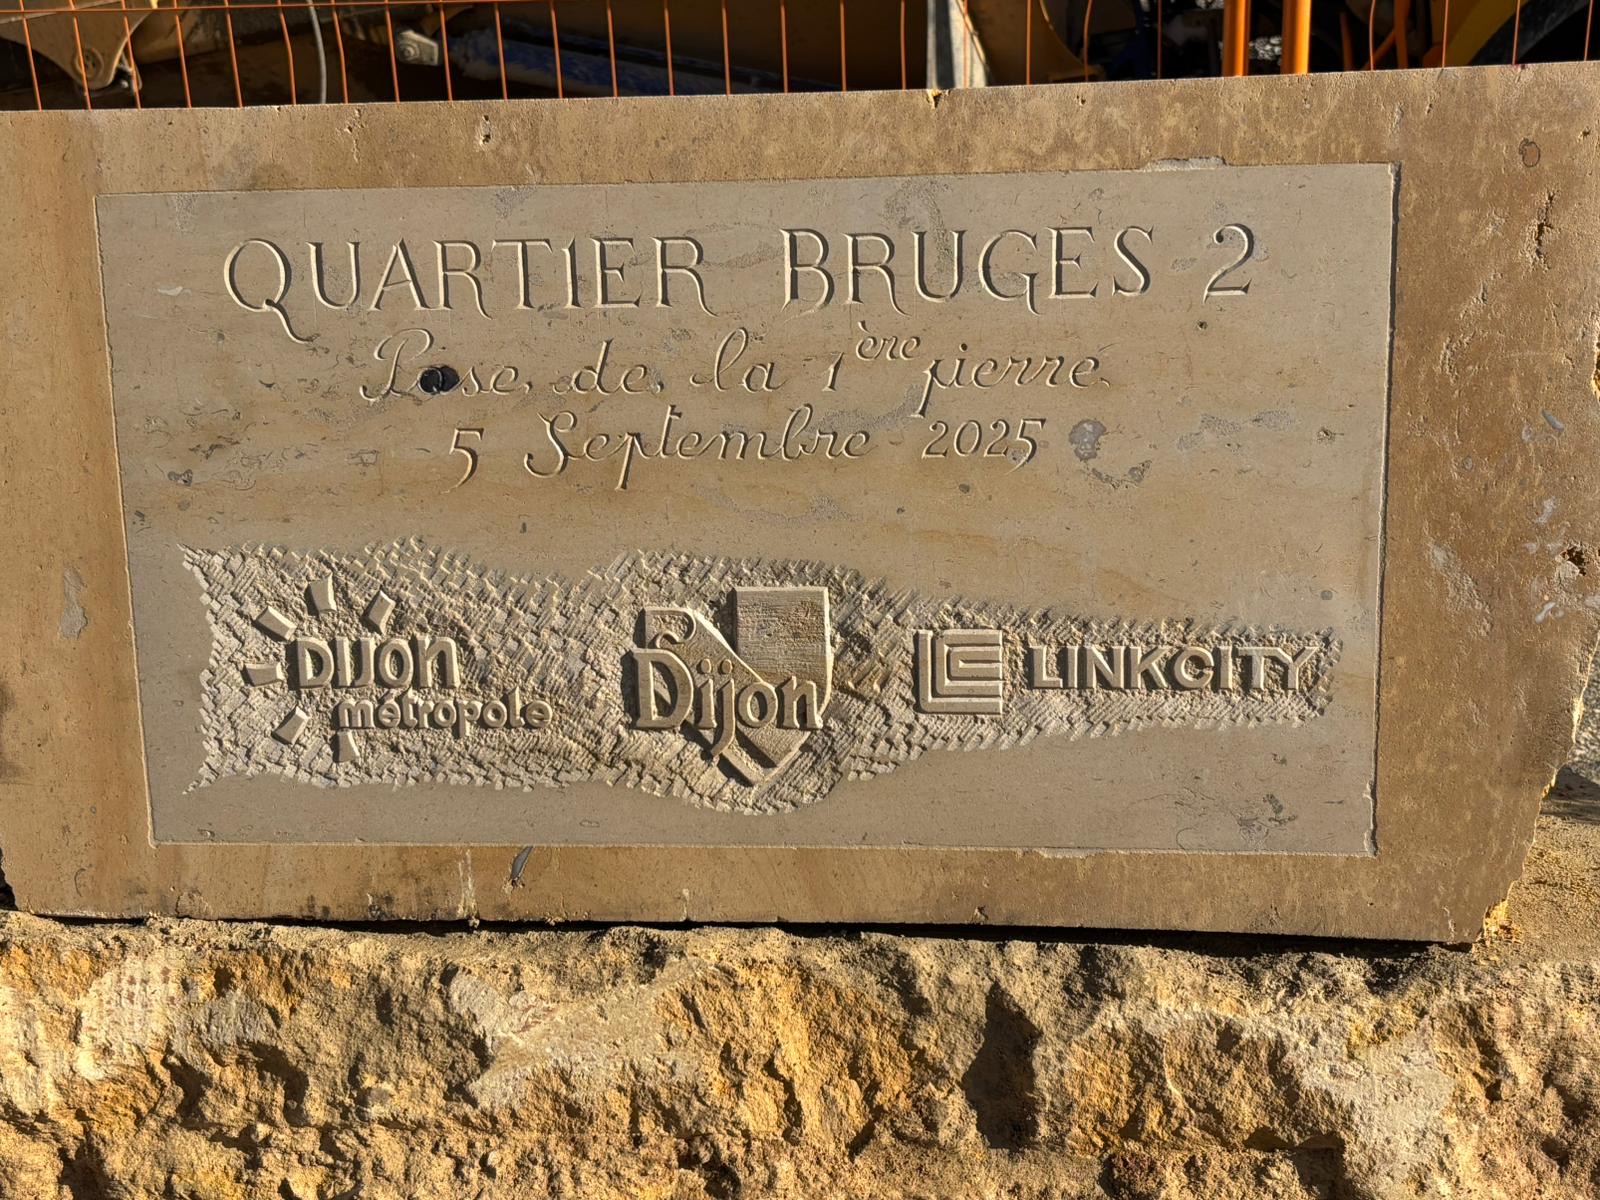 QUARTIER BRUGES 2
Pose de la 1ère pierre
5 Septembre 2025
DIJON
métropole
Dijon
LINKCITY